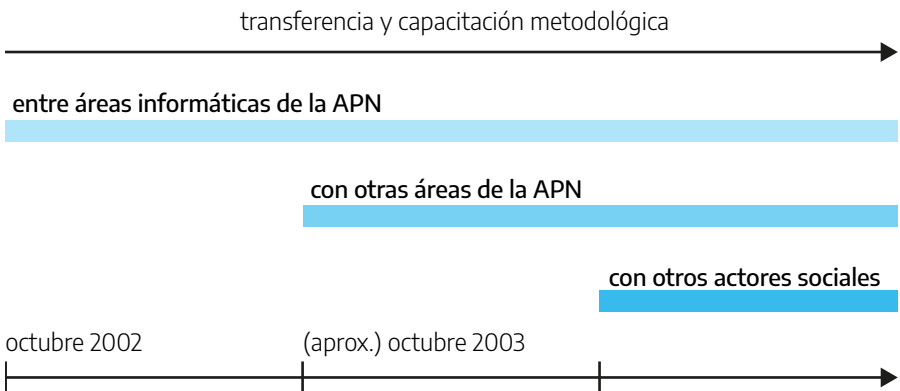 transferencia y capacitación metodológica
entre áreas informáticas de la APN
con otras áreas de la APN
con otros actores sociales
octubre 2002
(aprox.) octubre 2003